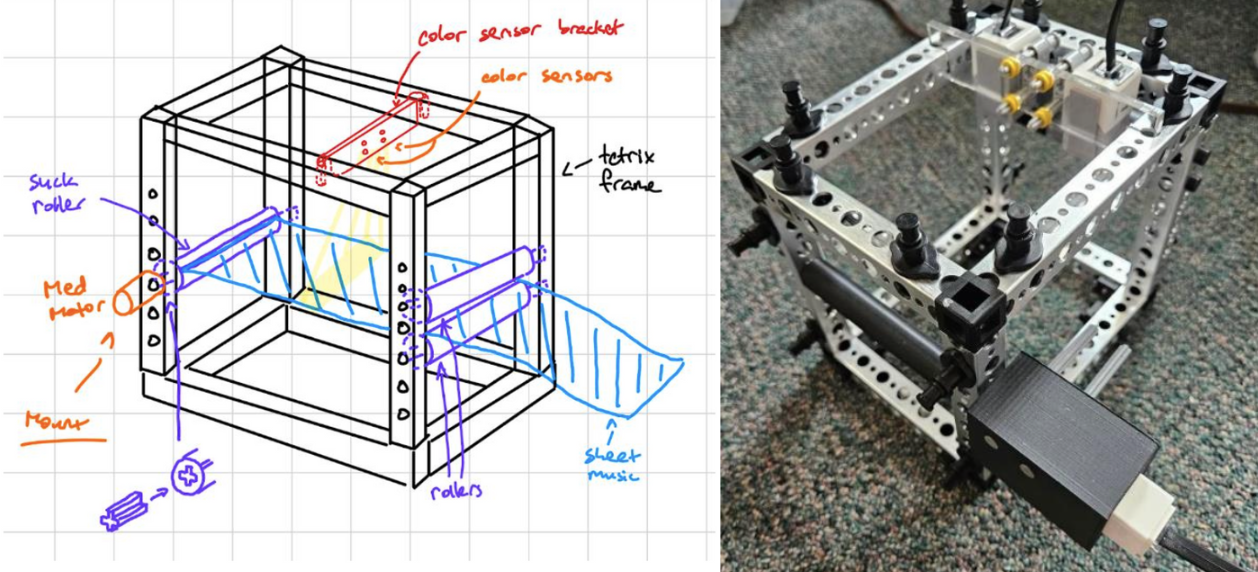 color sensor bracket
color sensors
tetrix
frame
suck
roller
Med
Motor
Mount
rollers
sheet
music